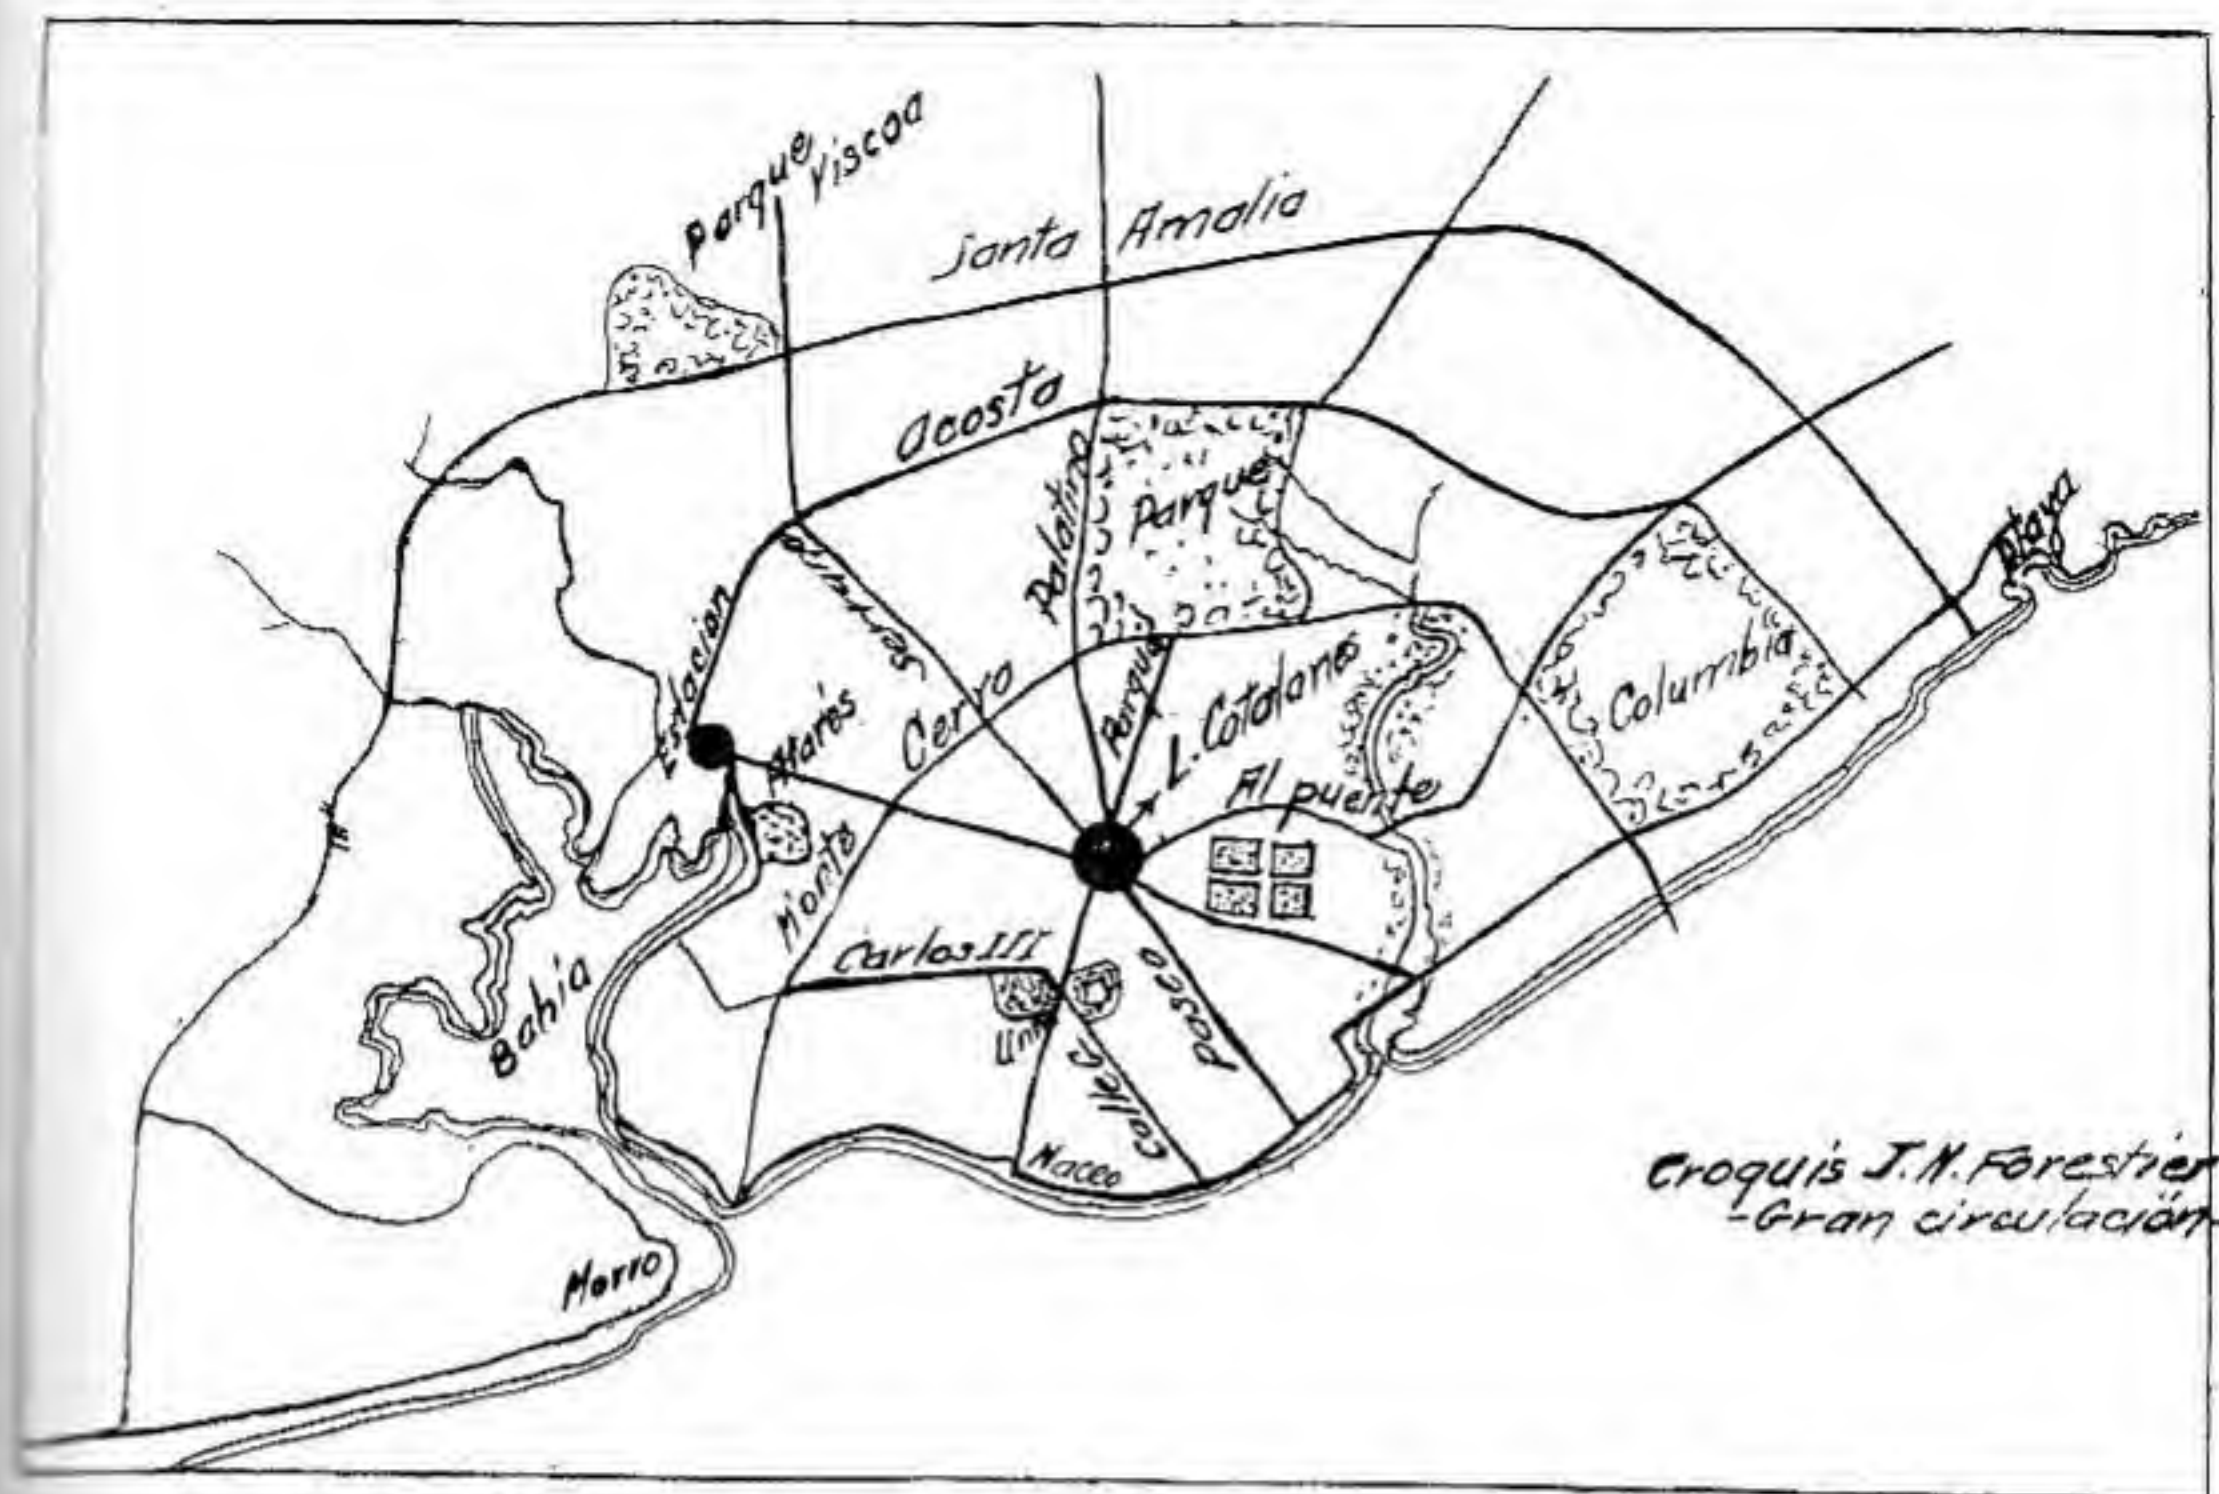 Parque
Viscoa
Santa Amalia
Acosta
Palatino
Parque
Playa
Serrano
Estacion
Columbia
Cerro
Parque
L. Catalanes
Atarés
Al puente
Monte
Carlos III
Paseo
Bahia
Calle G
Maceo
Morro
Croquis J.N. Forestier
-Gran circulación-